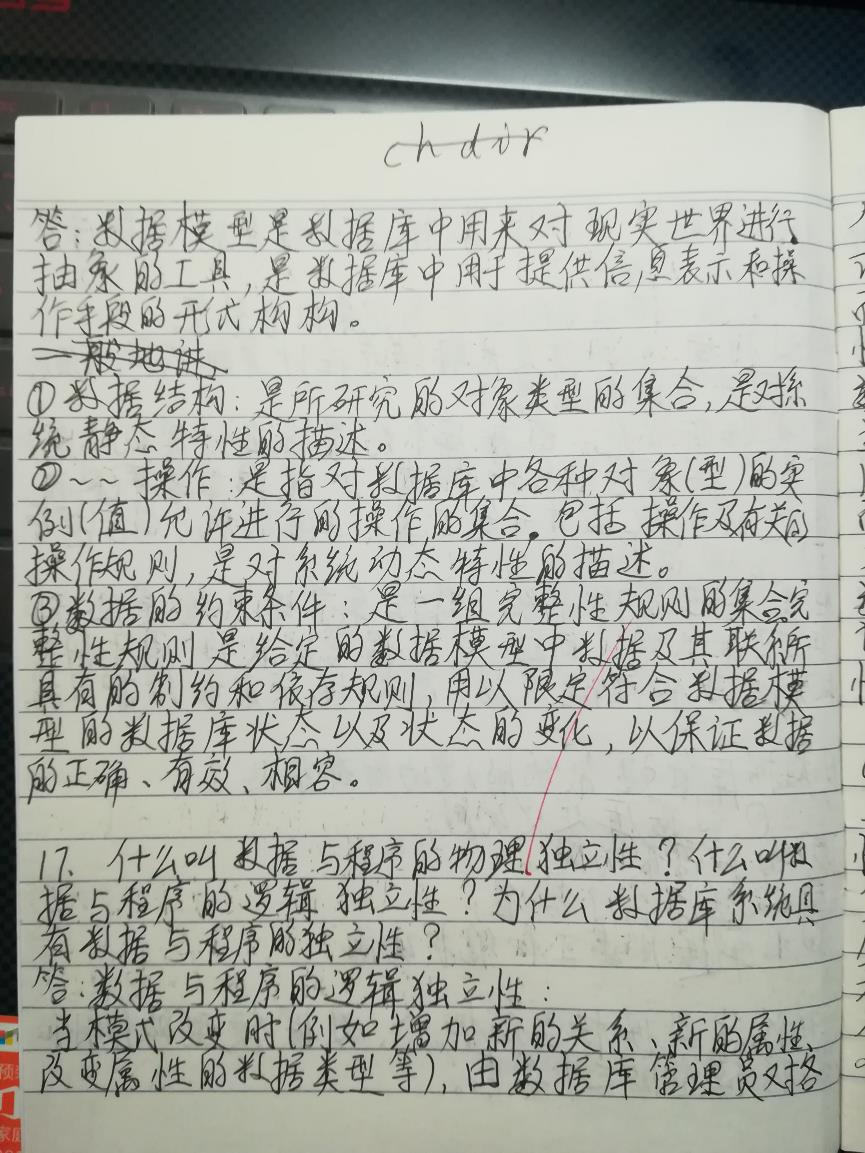 chdir
答：数据模型是数据库中用来对现实世界进行
抽象的工具，是数据库中用于提供信息表示和操
作手段的形式构构。
一般地讲，
①数据结构：是所研究的对象类型的集合，是对系
统静态特性的描述。
②~~操作：是指对数据库中各种对象(型)的实
例(值)允许进行的操作的集合。包括操作及有关的
操作规则，是对系统动态特性的描述。
③数据的约束条件：是一组完整性规则的集合完
整性规则是给定的数据模型中数据及其联系所
具有的制约和依存规则，用以限定符合数据模
型的数据库状态以及状态的变化，以保证数据
的正确、有效、相容。
17、什么叫数据与程序的物理独立性？什么叫数
据与程序的逻辑独立性？为什么数据库系统具
有数据与程序的独立性？
答：数据与程序的逻辑独立性：
当模式改变时(例如增加新的关系、新的属性、
改变属性的数据类型等)，由数据库管理员对各
预
家庭